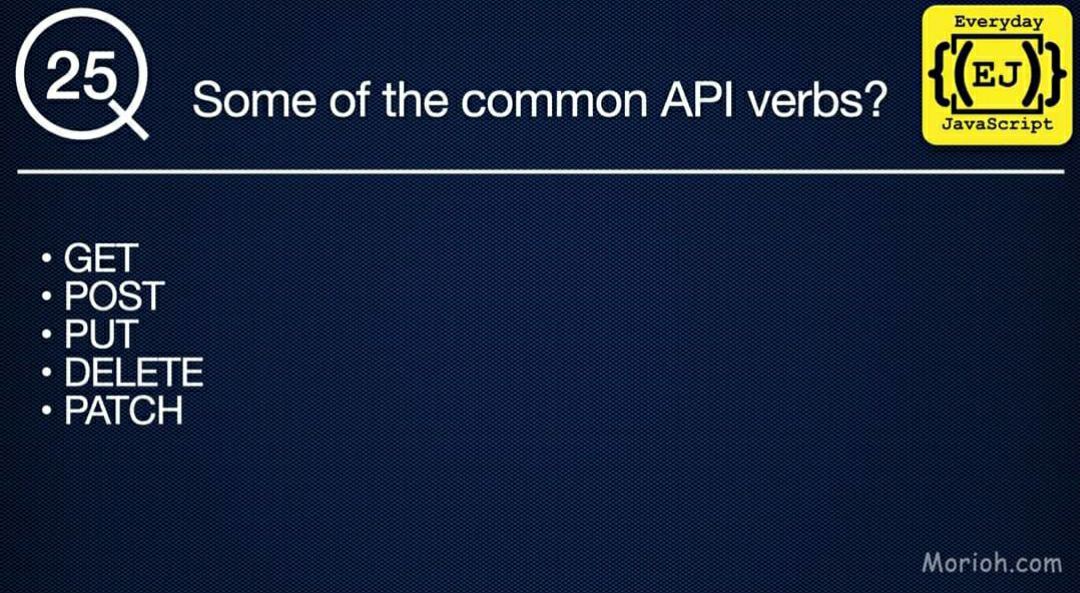 25
Some of the common API verbs?
Everyday
{(EJ)}
JavaScript
• GET
• POST
• PUT
• DELETE
• PATCH
Morioh.com